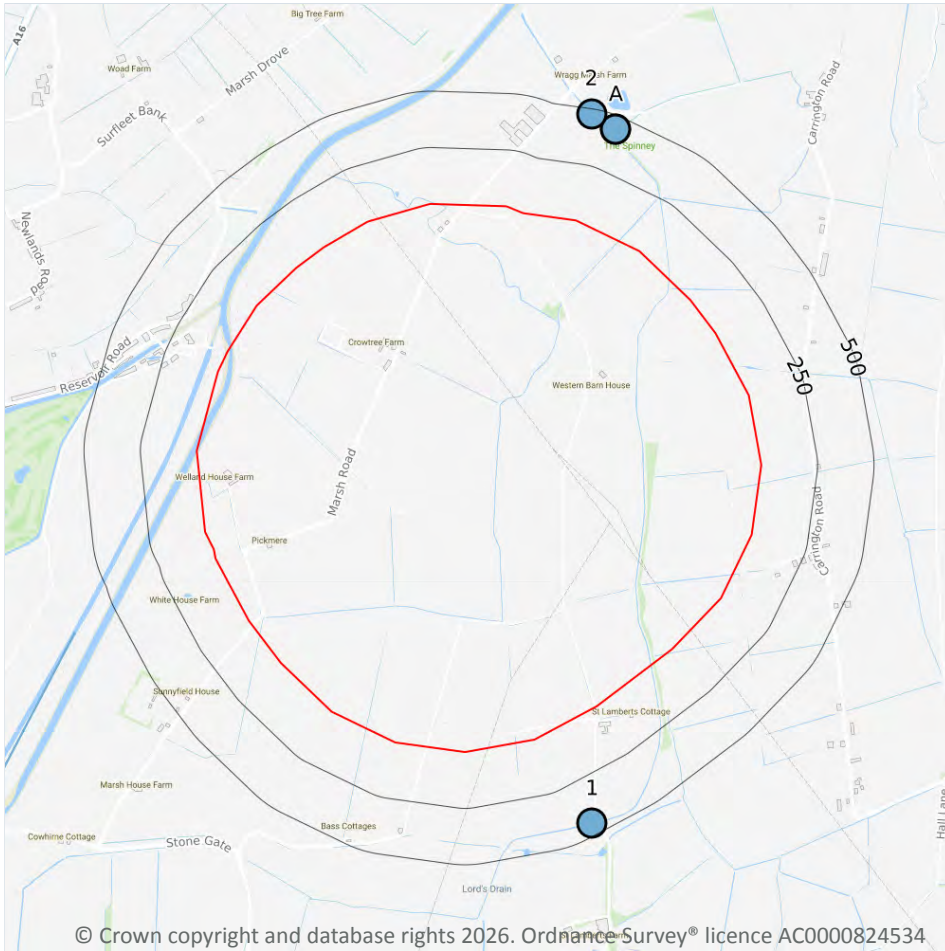 Big Tree Farm
A16
Woad Farm
Marsh Drove
Wragg Marsh Farm
2
A
Surfleet Bank
Carrington Road
The Spinney
Newlands Road
Crowtree Farm
Reservoir Road
250
500
Western Barn House
Marsh Road
Welland House Farm
Carrington Road
Pickmere
White House Farm
Sunnyfield House
St Lamberts Cottage
Marsh House Farm
1
Bass Cottages
Cowhirne Cottage
Stone Gate
Hall Lane
Lord's Drain
© Crown copyright and database rights 2026. Ordnance Survey® licence AC0000824534